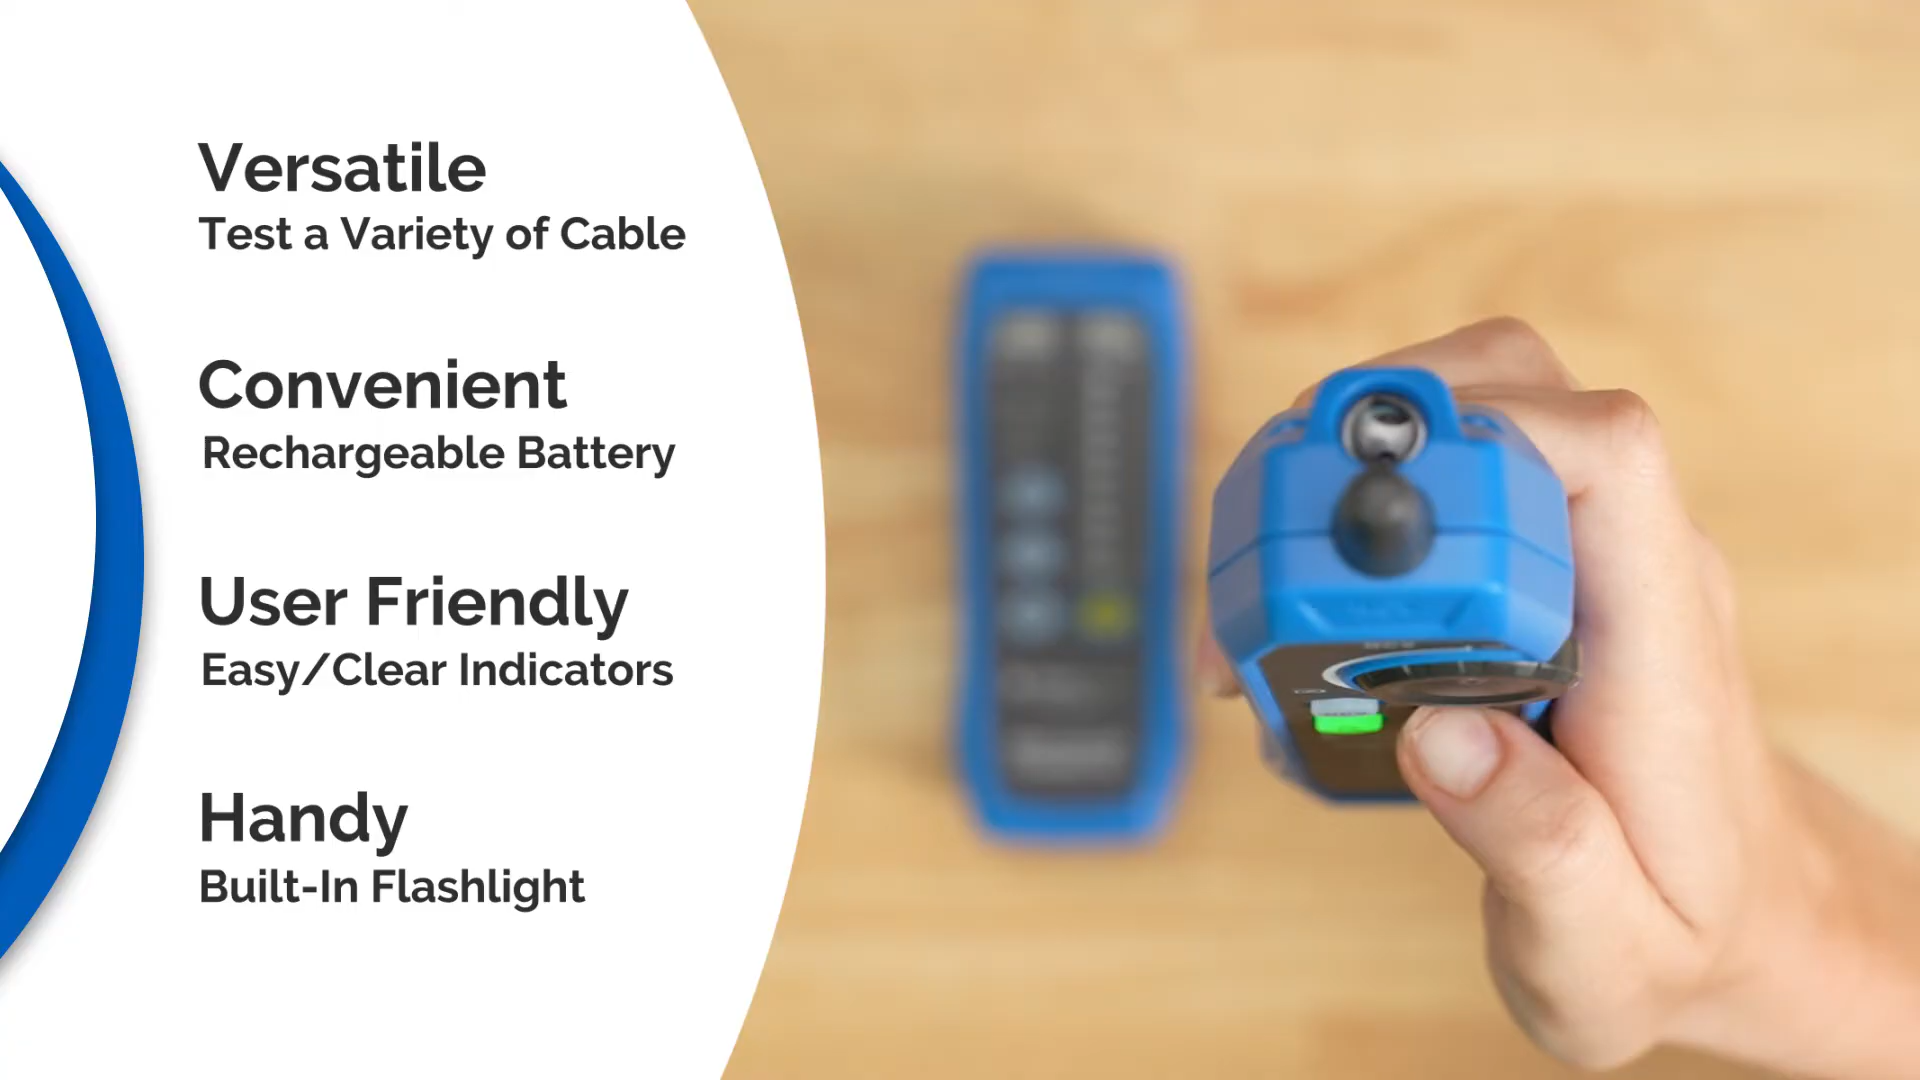 Versatile
Test a Variety of Cable
Convenient
Rechargeable Battery
User Friendly
Easy/Clear Indicators
Handy
Built-In Flashlight